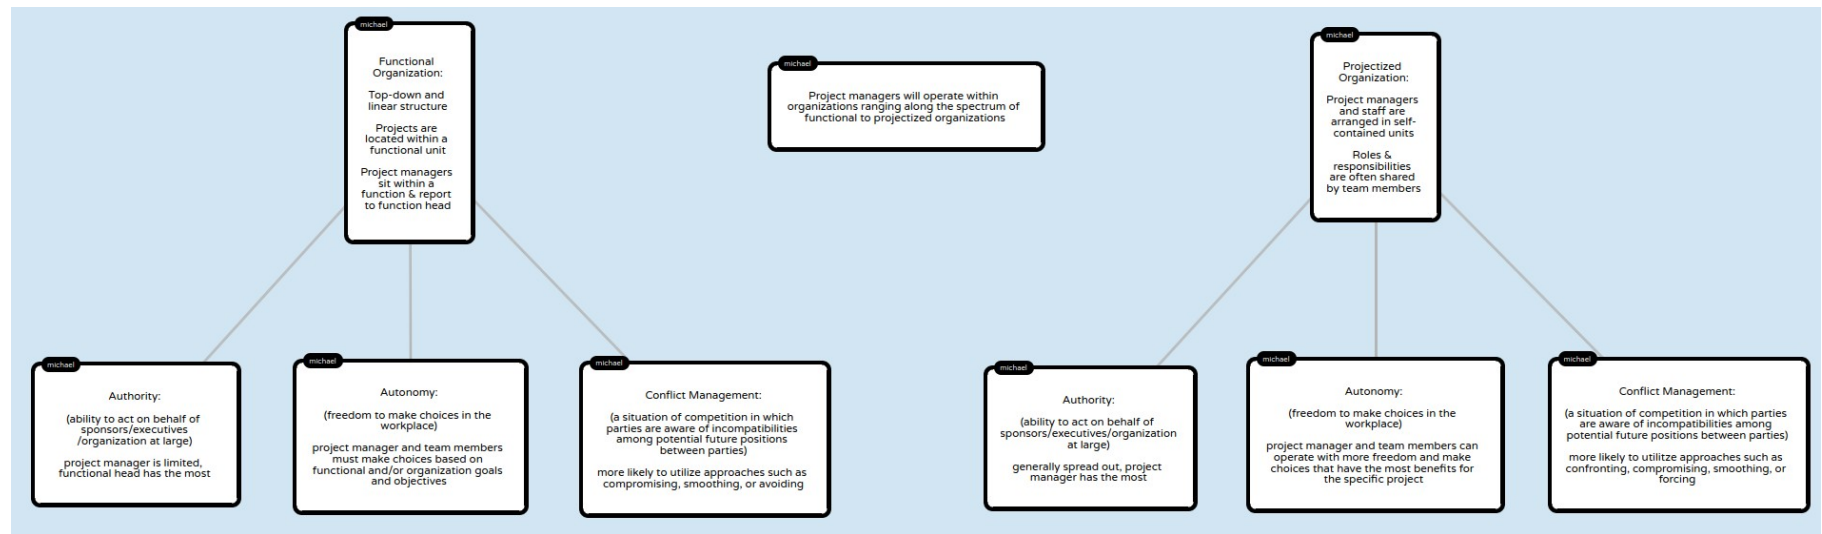 michael
Functional
Organization:
Top-down and
linear structure
Projects are
located within a
functional unit
Project managers
sit within a
function & report
to function head
michael
Project managers will operate within
organizations ranging along the spectrum of
functional to projectized organizations
michael
Projectized
Organization:
Project managers
and staff are
arranged in self-
contained units
Roles &
responsibilities
are often shared
by team members
michael
Authority:
(ability to act on behalf of
sponsors/executives
/organization at large)
project manager is limited,
functional head has the most
michael
Autonomy:
(freedom to make choices in the
workplace)
project manager and team members
must make choices based on
functional and/or organization goals
and objectives
michael
Conflict Management:
(a situation of competition in which
parties are aware of incompatibilities
among potential future positions
between parties)
more likely to utilize approaches such as
compromising, smoothing, or avoiding
michael
Authority:
(ability to act on behalf of
sponsors/executives/organization
at large)
generally spread out, project
manager has the most
michael
Autonomy:
(freedom to make choices in the
workplace)
project manager and team members can
operate with more freedom and make
choices that have the most benefits for
the specific project
michael
Conflict Management:
(a situation of competition in which parties
are aware of incompatibilities among
potential future positions between parties)
more likely to utilitze approaches such as
confronting, compromising, smoothing, or
forcing